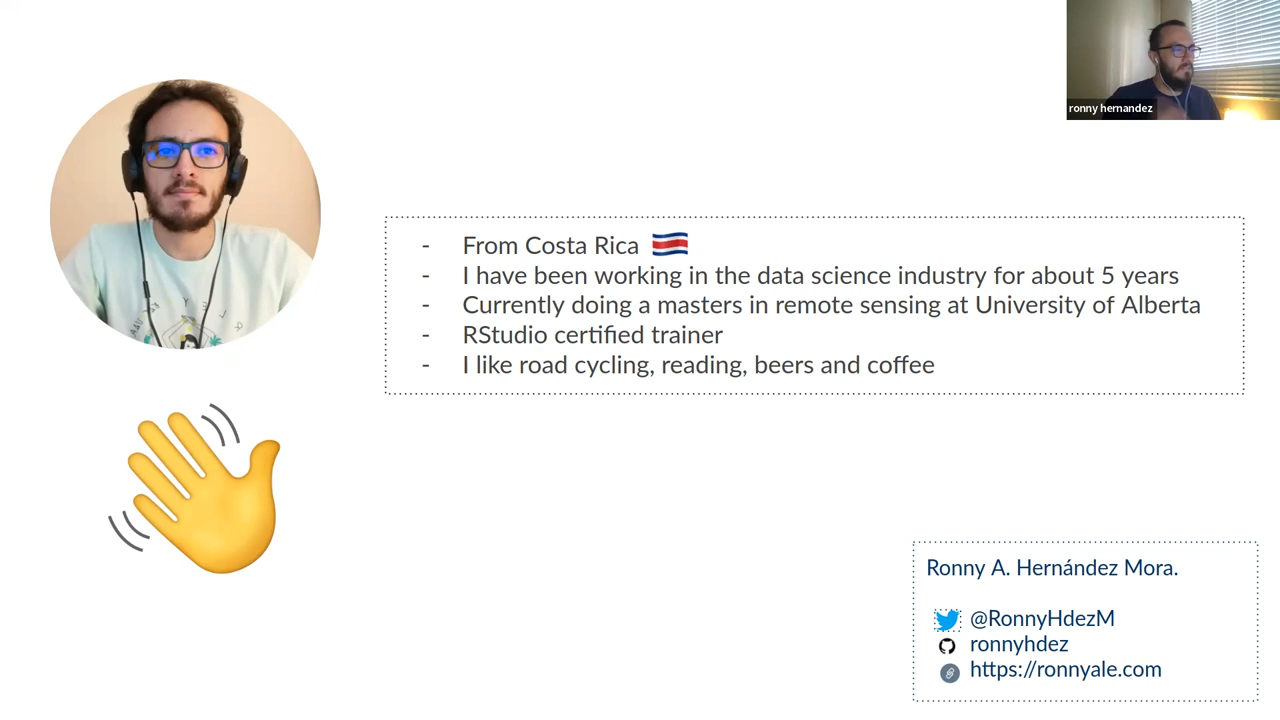 ronny hernandez
- From Costa Rica
- I have been working in the data science industry for about 5 years
- Currently doing a masters in remote sensing at University of Alberta
- RStudio certified trainer
- I like road cycling, reading, beers and coffee
Ronny A. Hernández Mora.
@RonnyHdezM
ronnyhdez
https://ronnyale.com